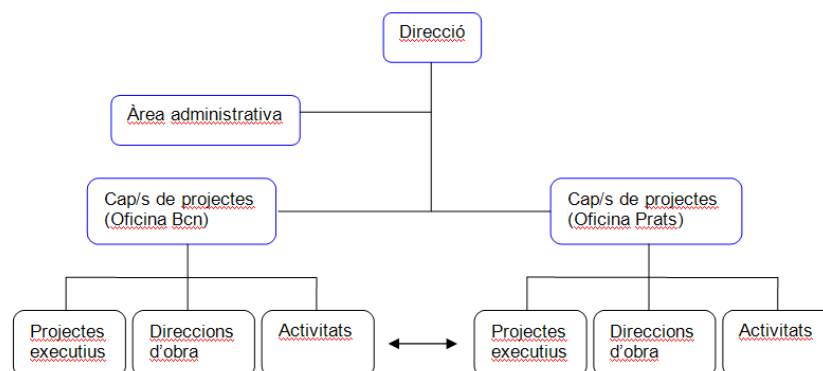 Direcció
Àrea administrativa
Cap/s de projectes
(Oficina Bcn)
Cap/s de projectes
(Oficina Prats)
Projectes
executius
Direccions
d'obra
Activitats
Projectes
executius
Direccions
d'obra
Activitats